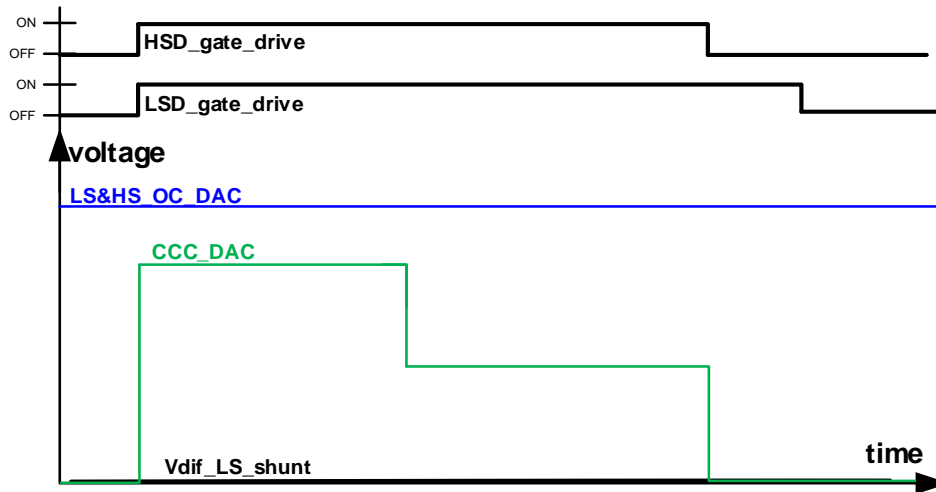 ON
HSD_gate_drive
OFF
ON
LSD_gate_drive
OFF
voltage
LS&HS_OC_DAC
CCC_DAC
time
Vdif_LS_shunt